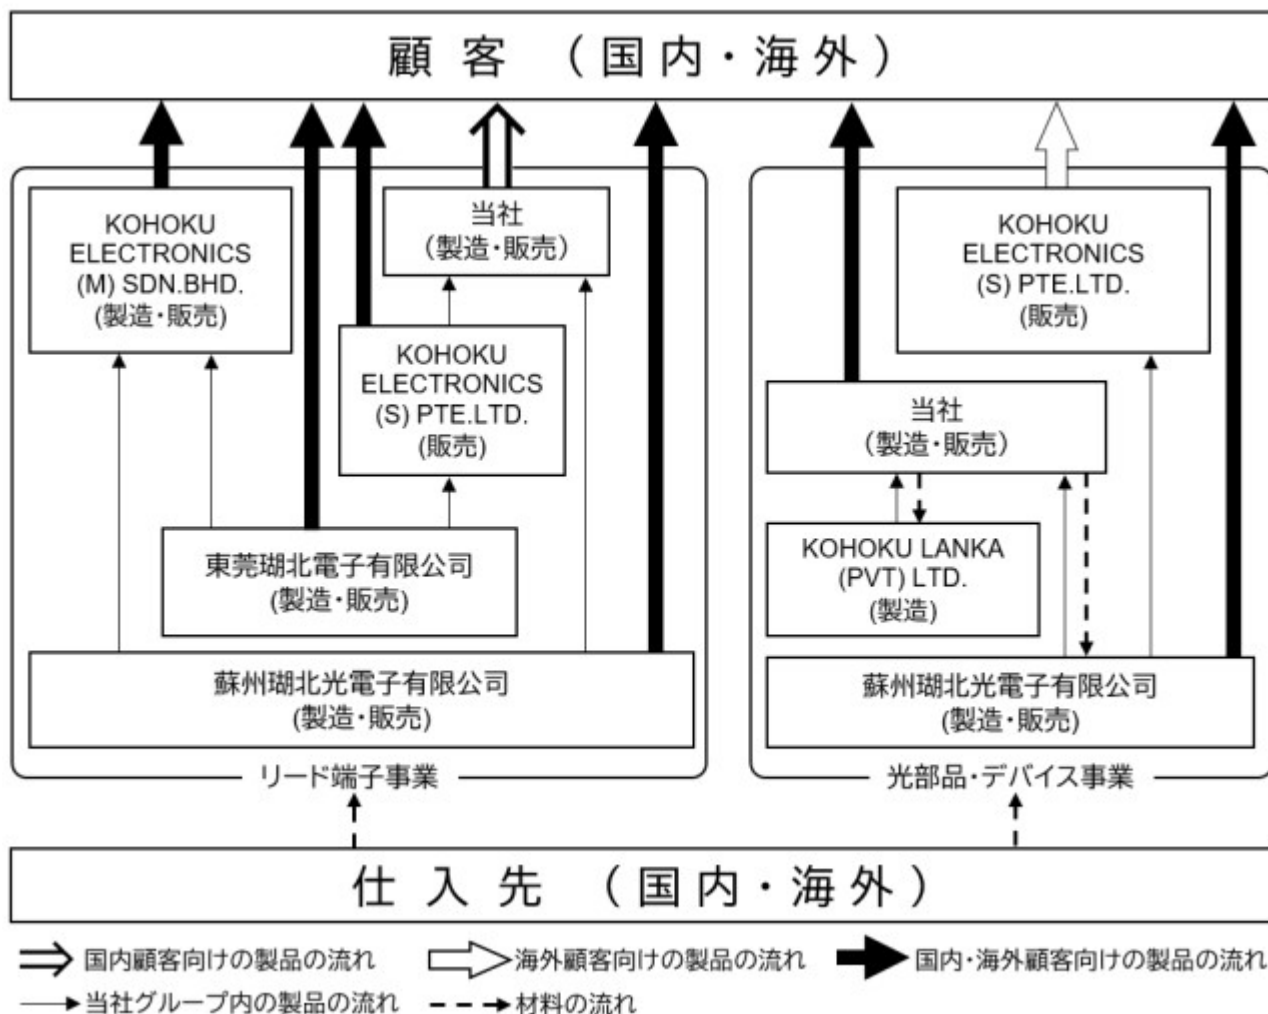 顧客（国内・海外）
KOHOKU
ELECTRONICS
(M) SDN.BHD.
(製造・販売)
当社
（製造・販売）
KOHOKU
ELECTRONICS
(S) PTE.LTD.
(販売)
東莞瑚北電子有限公司
(製造・販売)
蘇州瑚北光電子有限公司
(製造・販売)
リード端子事業
KOHOKU
ELECTRONICS
(S) PTE.LTD.
(販売)
当社
（製造・販売）
KOHOKU LANKA
(PVT) LTD.
(製造)
蘇州瑚北光電子有限公司
(製造・販売)
光部品・デバイス事業
仕入先（国内・海外）
国内顧客向けの製品の流れ
海外顧客向けの製品の流れ
国内・海外顧客向けの製品の流れ
当社グループ内の製品の流れ
材料の流れ